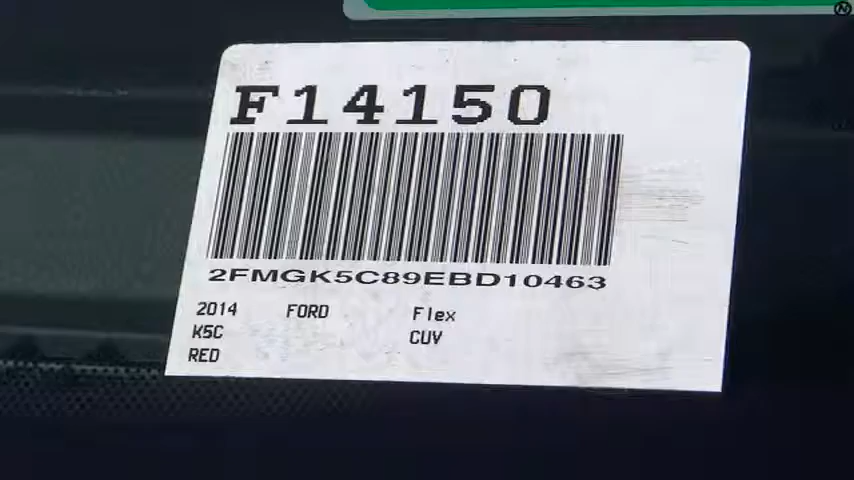 F14150
2FMGK5C89EBD10463
2014 FORD Flex
K5C CUV
RED